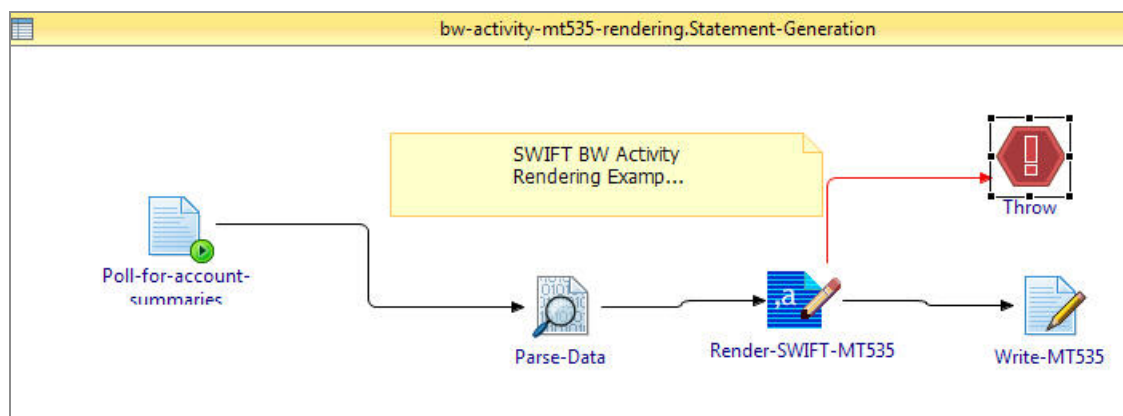 bw-activity-mt535-rendering.Statement-Generation
SWIFT BW Activity
Rendering Examp...
Throw
Poll-for-account-
summaries
,a
Parse-Data
Render-SWIFT-MT535
Write-MT535